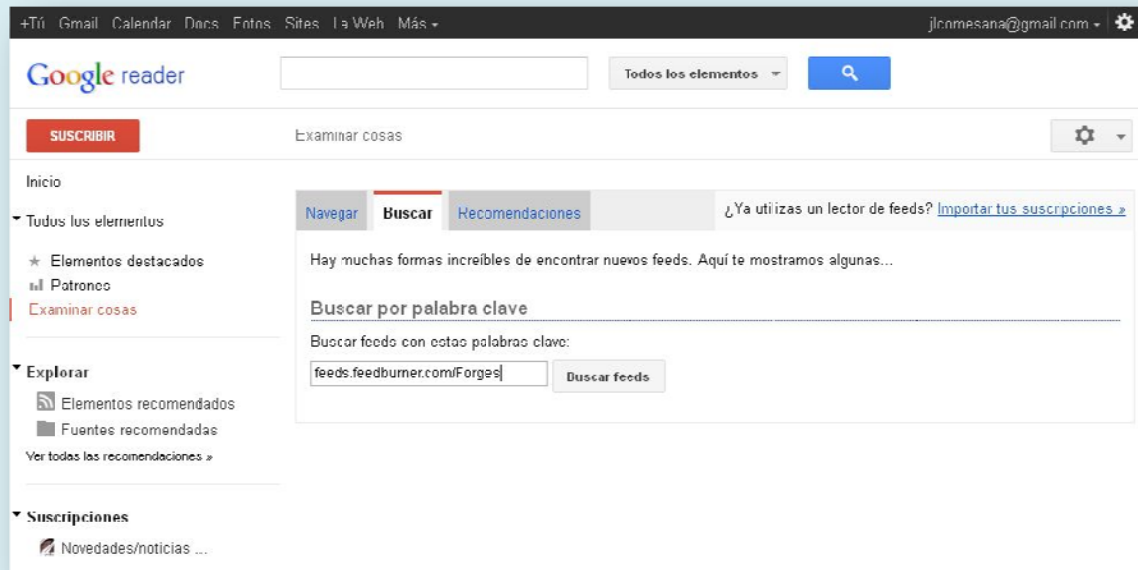 +Tú Gmail Calendar Docs Fotos Sites La Web Más jlcomesana@gmail.com
Google reader
Todos los elementos
SUSCRIBIR
Examinar cosas
Inicio
Todos los elementos
Elementos destacados
Patrones
Examinar cosas
Explorar
Elementos recomendados
Fuentes recomendadas
Ver todas las recomendaciones »
Suscripciones
Novedades/noticias ...
Navegar Buscar Recomendaciones ¿Ya utilizas un lector de feeds? Importar tus suscripciones »
Hay muchas formas increíbles de encontrar nuevos feeds. Aquí te mostramos algunas...
Buscar por palabra clave
Buscar feeds con estas palabras clave:
feeds.feedburner.com/Forges Buscar feeds